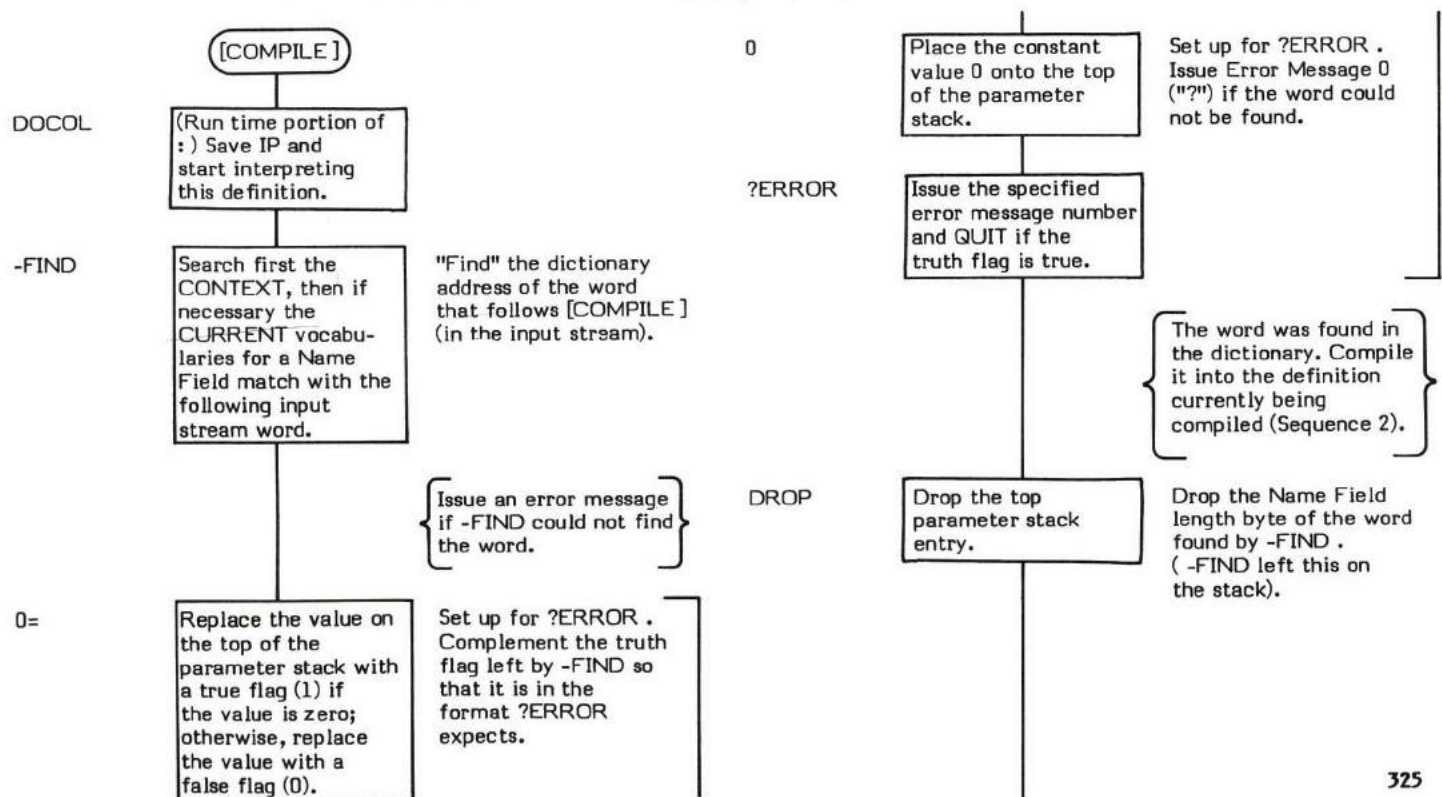 [COMPILE]
DOCOL
(Run time portion of
: ) Save IP and
start interpreting
this definition.
-FIND
Search first the
CONTEXT, then if
necessary the
CURRENT vocabu-
laries for a Name
Field match with the
following input
stream word.
"Find" the dictionary
address of the word
that follows [COMPILE]
(in the input stream).
Issue an error message
if -FIND could not find
the word.
0=
Replace the value on
the top of the
parameter stack with
a true flag (1) if
the value is zero;
otherwise, replace
the value with a
false flag (0).
Set up for ?ERROR .
Complement the truth
flag left by -FIND so
that it is in the
format ?ERROR
expects.
0
Place the constant
value 0 onto the top
of the parameter
stack.
Set up for ?ERROR .
Issue Error Message 0
("?") if the word could
not be found.
?ERROR
Issue the specified
error message number
and QUIT if the
truth flag is true.
The word was found in
the dictionary. Compile
it into the definition
currently being
compiled (Sequence 2).
DROP
Drop the top
parameter stack
entry.
Drop the Name Field
length byte of the word
found by -FIND .
( -FIND left this on
the stack).
325